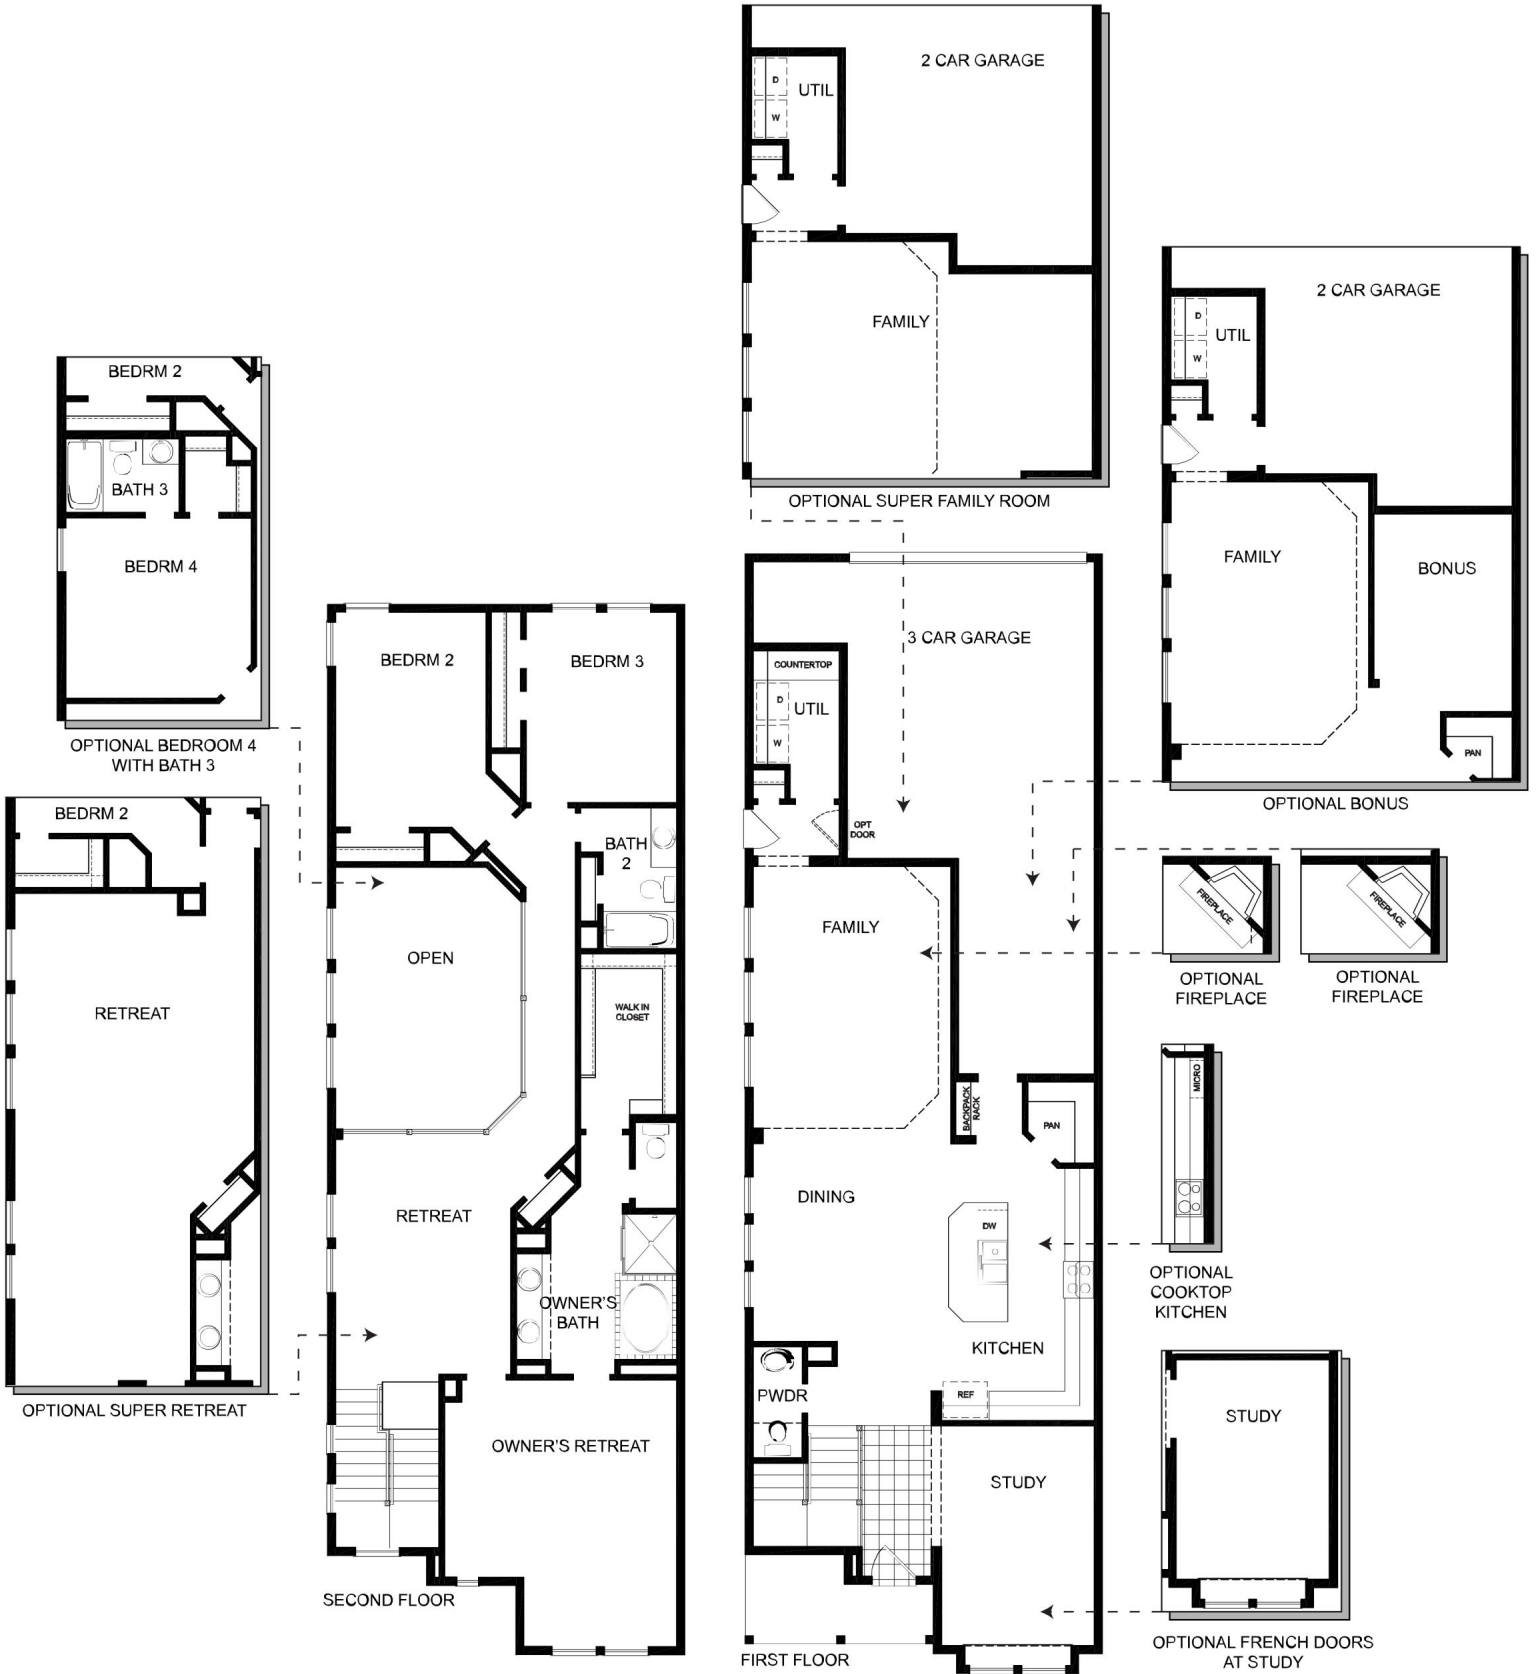 2 CAR GARAGE
D
UTIL
W
FAMILY
OPTIONAL SUPER FAMILY ROOM
2 CAR GARAGE
D
UTIL
W
FAMILY
BONUS
PAN
OPTIONAL BONUS
BEDRM 2
BATH 3
BEDRM 4
OPTIONAL BEDROOM 4
WITH BATH 3
BEDRM 2
RETREAT
OPTIONAL SUPER RETREAT
BEDRM 2
BEDRM 3
BATH
2
OPEN
WALK IN
CLOSET
RETREAT
OWNER'S
BATH
OWNER'S RETREAT
SECOND FLOOR
3 CAR GARAGE
COUNTERTOP
D
UTIL
W
OPT
DOOR
FAMILY
BACKPACK
RACK
PAN
DINING
DW
KITCHEN
REF
PWDR
STUDY
FIRST FLOOR
FIREPLACE
OPTIONAL
FIREPLACE
FIREPLACE
OPTIONAL
FIREPLACE
MICRO
OPTIONAL
COOKTOP
KITCHEN
STUDY
OPTIONAL FRENCH DOORS
AT STUDY